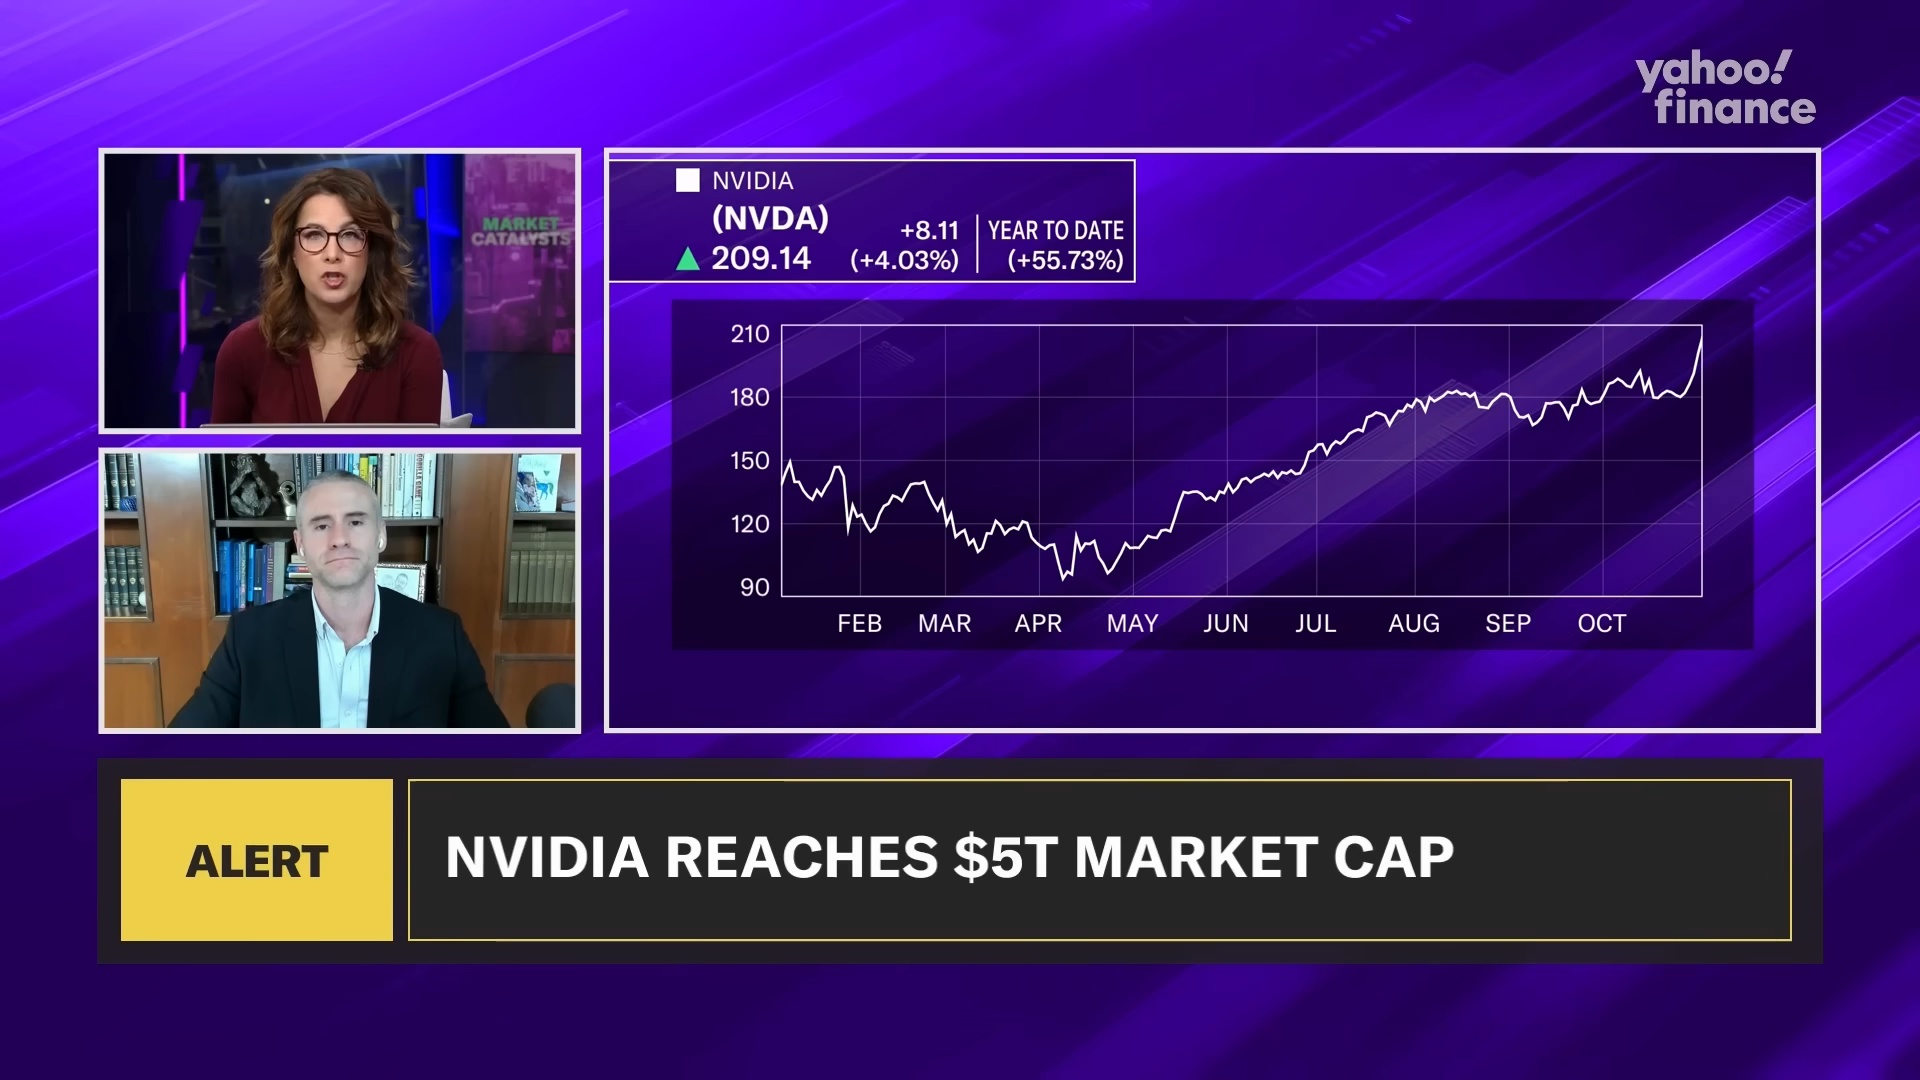 yahoo!
finance
MARKET
CATALYSTS
NVIDIA
(NVDA)
209.14
+8.11
(+4.03%)
YEAR TO DATE
(+55.73%)
210
180
150
120
90
FEB MAR APR MAY JUN JUL AUG SEP OCT
ALERT
NVIDIA REACHES $5T MARKET CAP